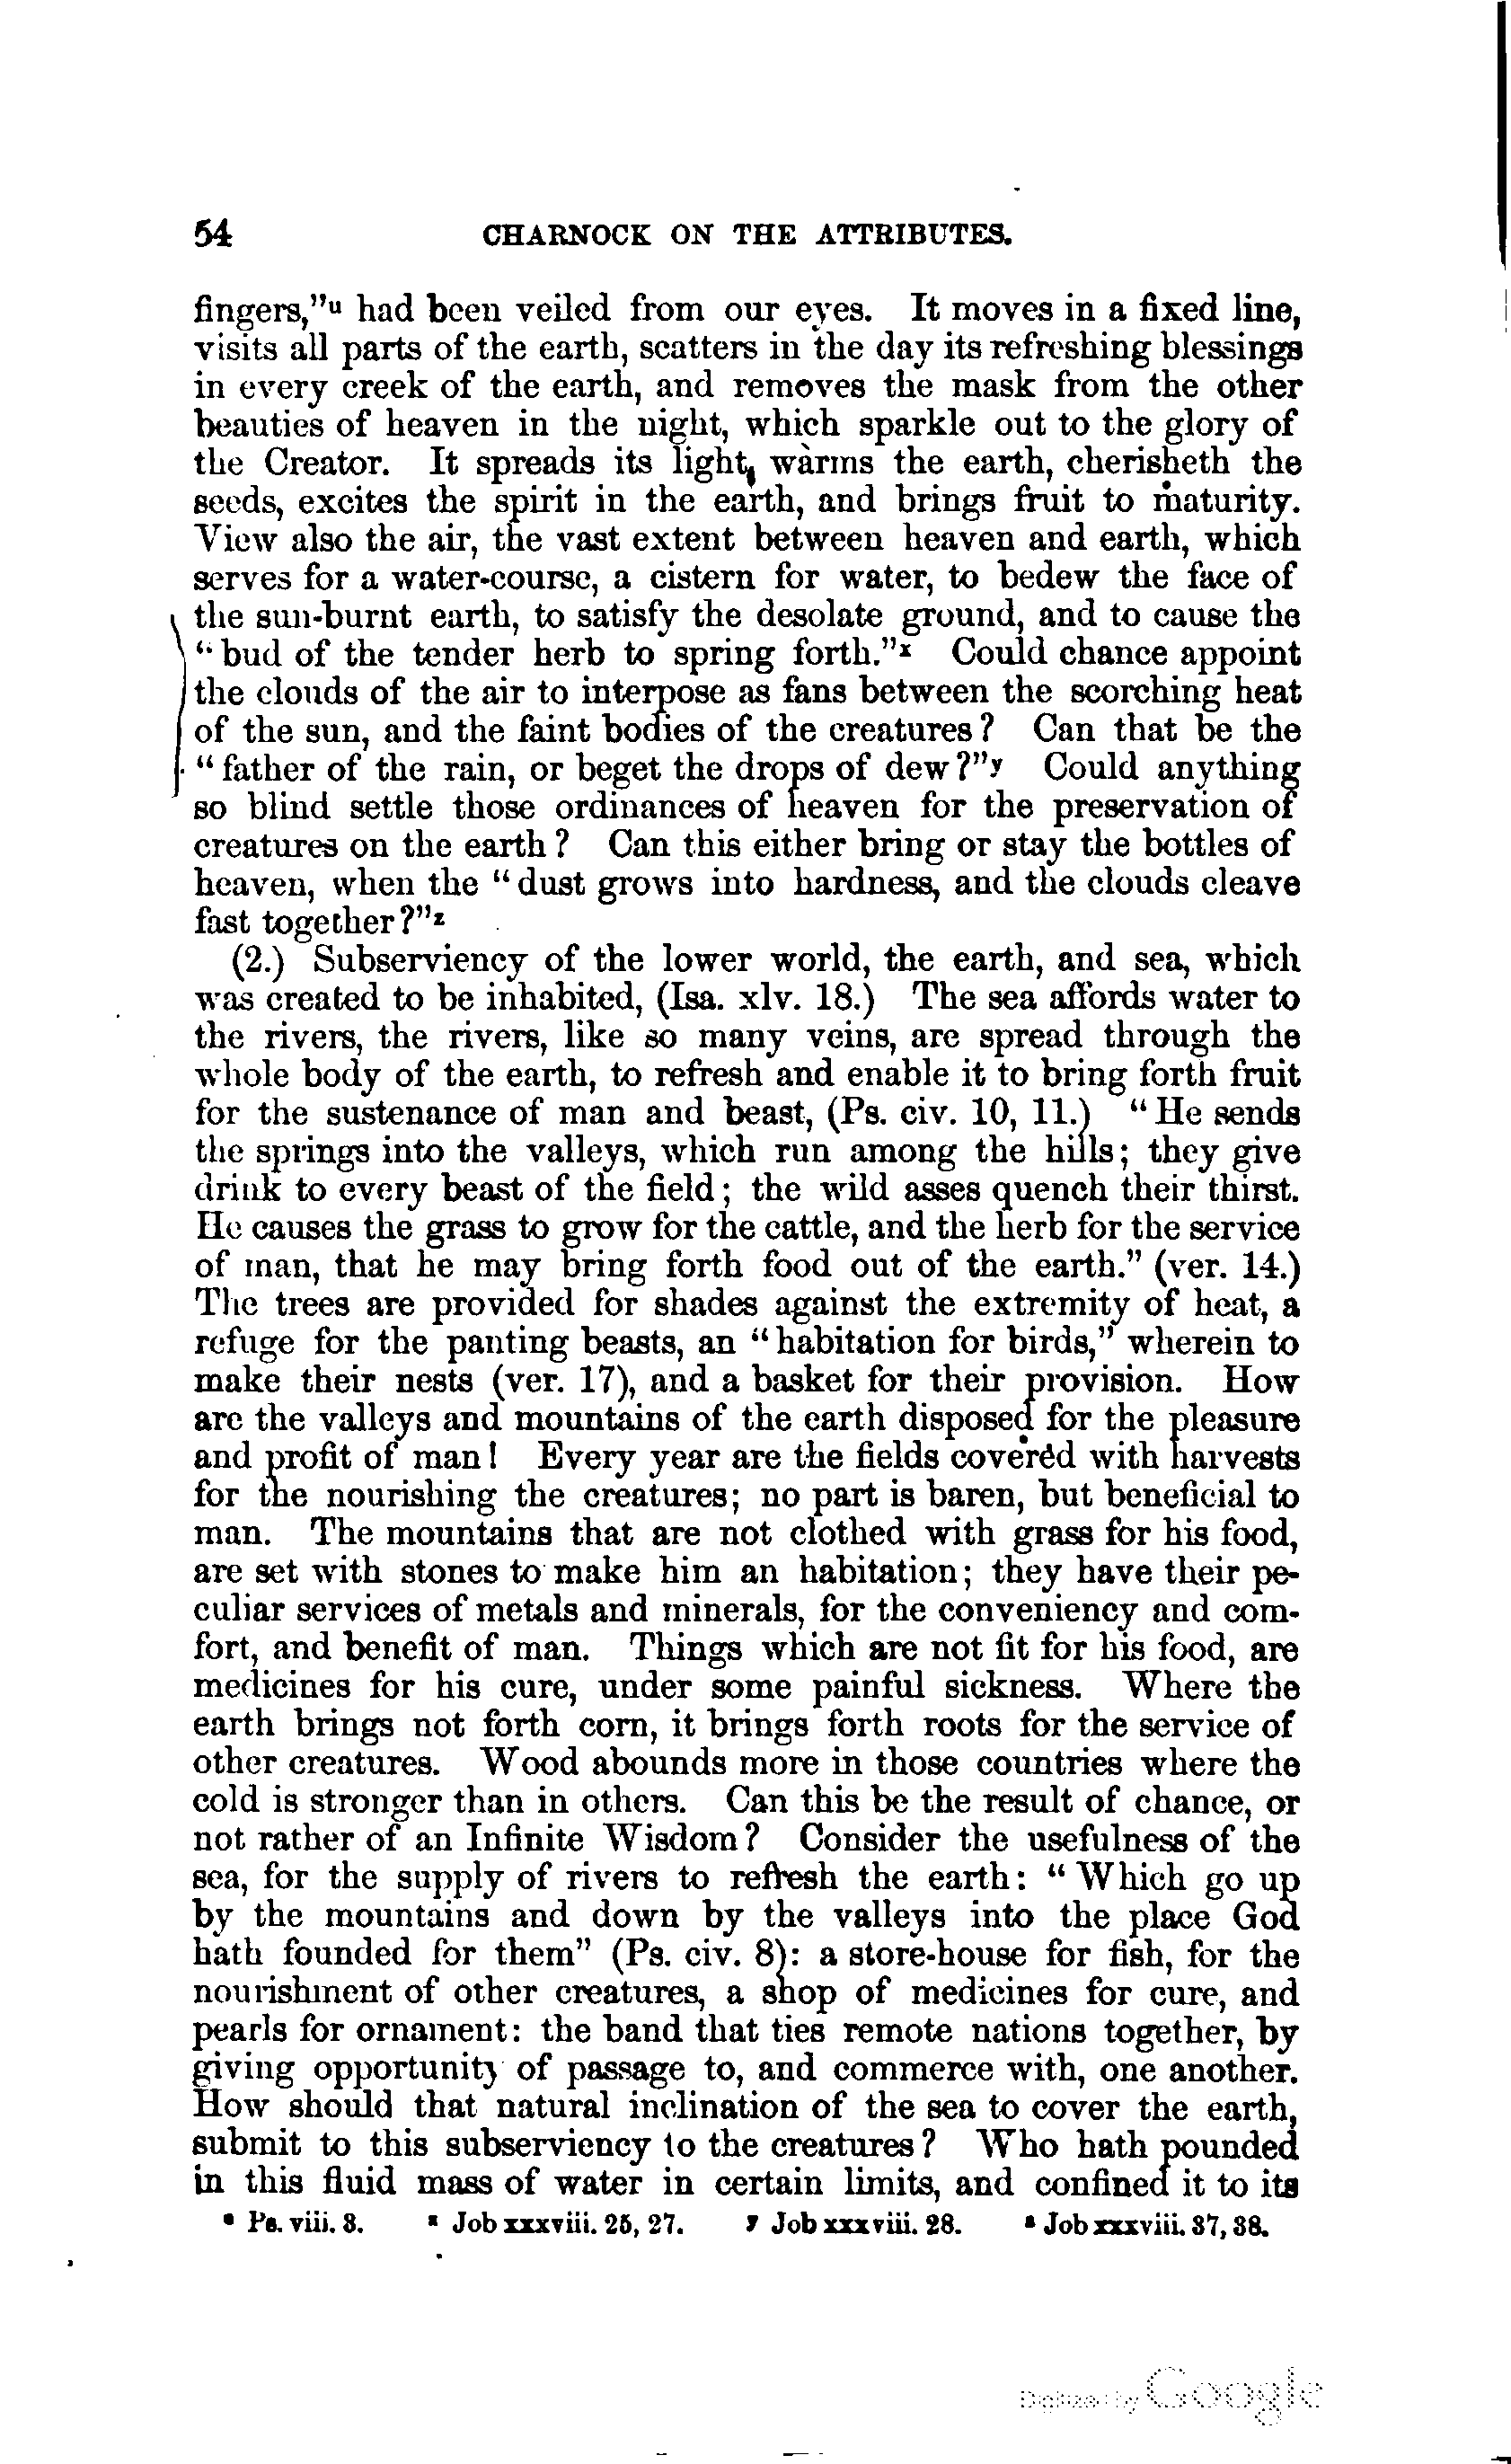 54 CHARNOCK ON THE ATTRIBUTES.
fingers,"u had been veiled from our eyes. It moves in a fixed line,
visits all parts of the earth, scatters in the day its refreshing blessings
in every creek of the earth, and removes the mask from the other
beauties of heaven in the night, which sparkle out to the glory of
the Creator. It spreads its light, warms the earth, cherisheth the
seeds, excites the spirit in the earth, and brings fruit to maturity.
View also the air, the vast extent between heaven and earth, which
serves for a water-course, a cistern for water, to bedew the face of
the sun-burnt earth, to satisfy the desolate ground, and to cause the
"bud of the tender herb to spring forth."x Could chance appoint
the clouds of the air to interpose as fans between the scorching heat
of the sun, and the faint bodies of the creatures? Can that be the
"father of the rain, or beget the drops of dew?"y Could anything
so blind settle those ordinances of heaven for the preservation of
creatures on the earth? Can this either bring or stay the bottles of
heaven, when the "dust grows into hardness, and the clouds cleave
fast together?"z
(2.) Subserviency of the lower world, the earth, and sea, which
was created to be inhabited, (Isa. xlv. 18.) The sea affords water to
the rivers, the rivers, like so many veins, are spread through the
whole body of the earth, to refresh and enable it to bring forth fruit
for the sustenance of man and beast, (Ps. civ. 10, 11.) "He sends
the springs into the valleys, which run among the hills; they give
drink to every beast of the field; the wild asses quench their thirst.
He causes the grass to grow for the cattle, and the herb for the service
of man, that he may bring forth food out of the earth." (ver. 14.)
The trees are provided for shades against the extremity of heat, a
refuge for the panting beasts, an "habitation for birds," wherein to
make their nests (ver. 17), and a basket for their provision. How
are the valleys and mountains of the earth disposed for the pleasure
and profit of man! Every year are the fields covered with harvests
for the nourishing the creatures; no part is baren, but beneficial to
man. The mountains that are not clothed with grass for his food,
are set with stones to make him an habitation; they have their pe-
culiar services of metals and minerals, for the conveniency and com-
fort, and benefit of man. Things which are not fit for his food, are
medicines for his cure, under some painful sickness. Where the
earth brings not forth corn, it brings forth roots for the service of
other creatures. Wood abounds more in those countries where the
cold is stronger than in others. Can this be the result of chance, or
not rather of an Infinite Wisdom? Consider the usefulness of the
sea, for the supply of rivers to refresh the earth: "Which go up
by the mountains and down by the valleys into the place God
hath founded for them" (Ps. civ. 8): a store-house for fish, for the
nourishment of other creatures, a shop of medicines for cure, and
pearls for ornament: the band that ties remote nations together, by
giving opportunity of passage to, and commerce with, one another.
How should that natural inclination of the sea to cover the earth,
submit to this subserviency to the creatures? Who hath pounded
in this fluid mass of water in certain limits, and confined it to its
u Ps. viii. 3. x Job xxxviii. 25, 27. y Job xxxviii. 28. z Job xxxviii. 37, 38.
Digitized by Google